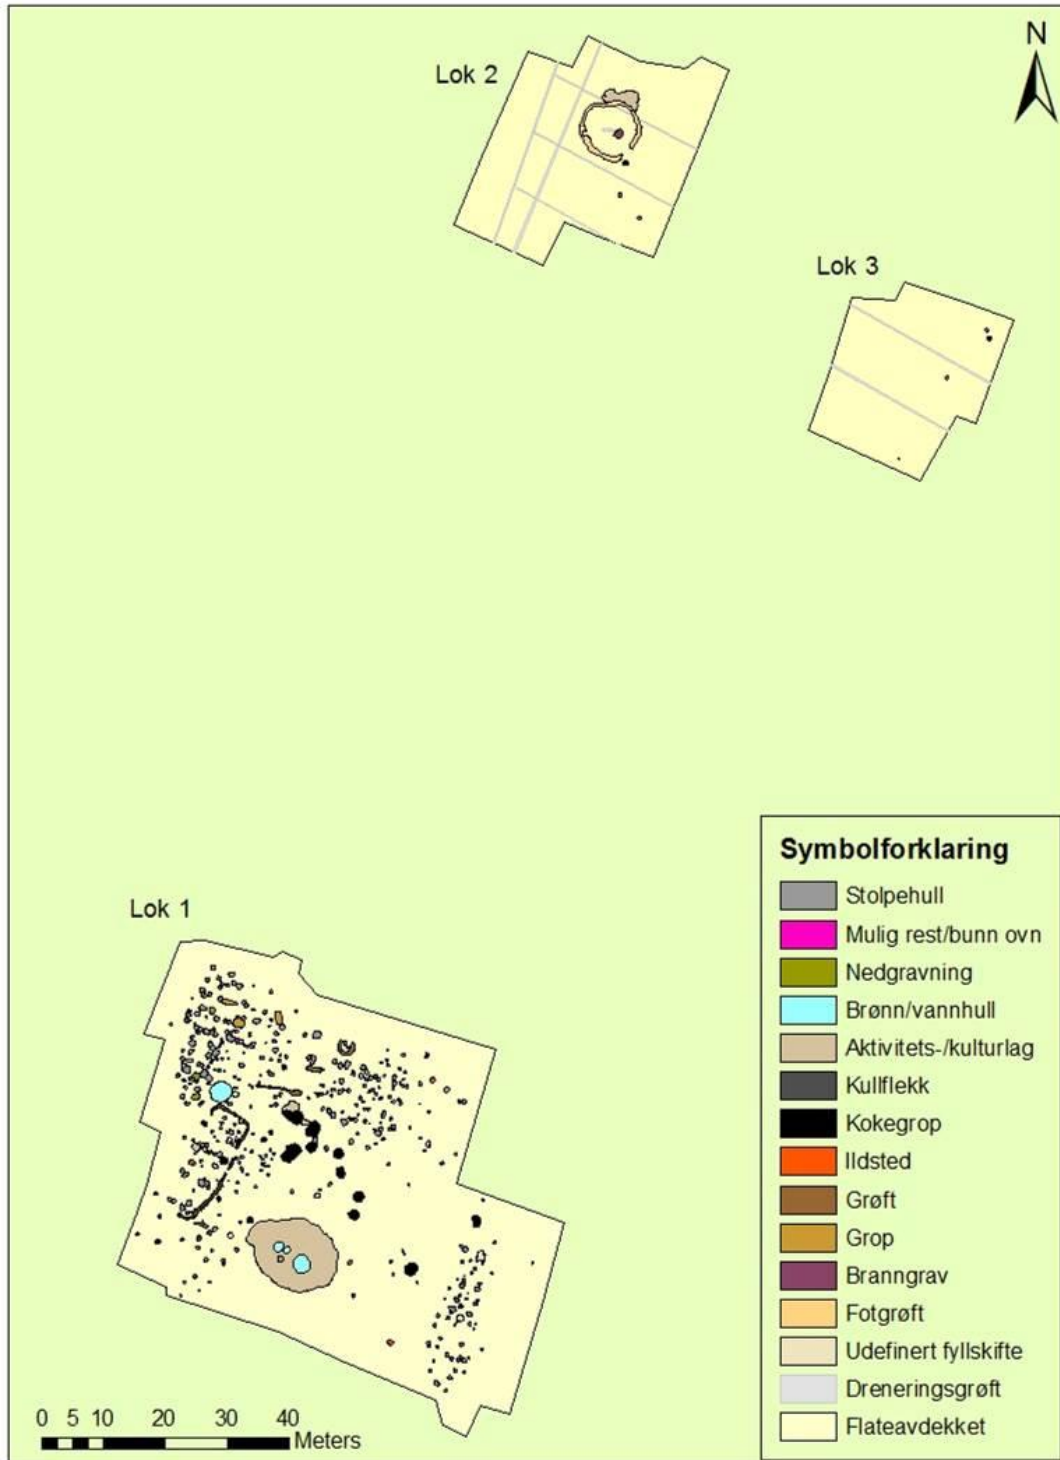 N
Lok 2
Lok 3
Lok 1
Symbolforklaring
Stolpehull
Mulig rest/bunn ovn
Nedgravning
Brønn/vannhull
Aktivitets-/kulturlag
Kullflekk
Kokegrop
Ildsted
Grøft
Grop
Branngrav
Fotgrøft
Udefinert fyllskifte
Dreneringsgrøft
Flateavdekket
0 5 10 20 30 40
Meters